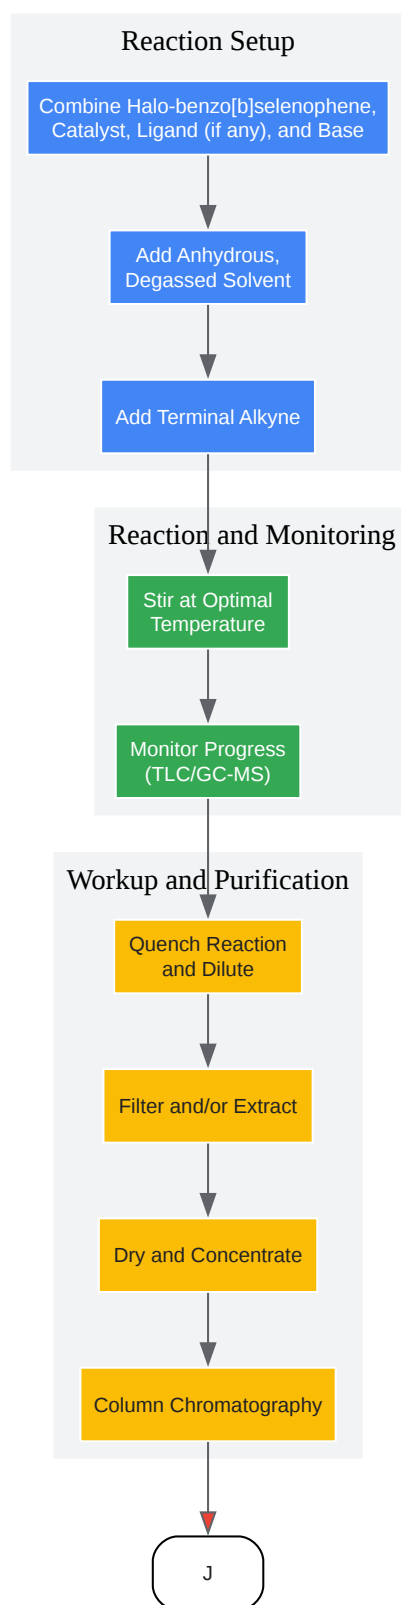 Reaction Setup
Combine Halo-benzo[b]selenophene,
Catalyst, Ligand (if any), and Base
Add Anhydrous,
Degassed Solvent
Add Terminal Alkyne
Reaction and Monitoring
Stir at Optimal
Temperature
Monitor Progress
(TLC/GC-MS)
Workup and Purification
Quench Reaction
and Dilute
Filter and/or Extract
Dry and Concentrate
Column Chromatography
J